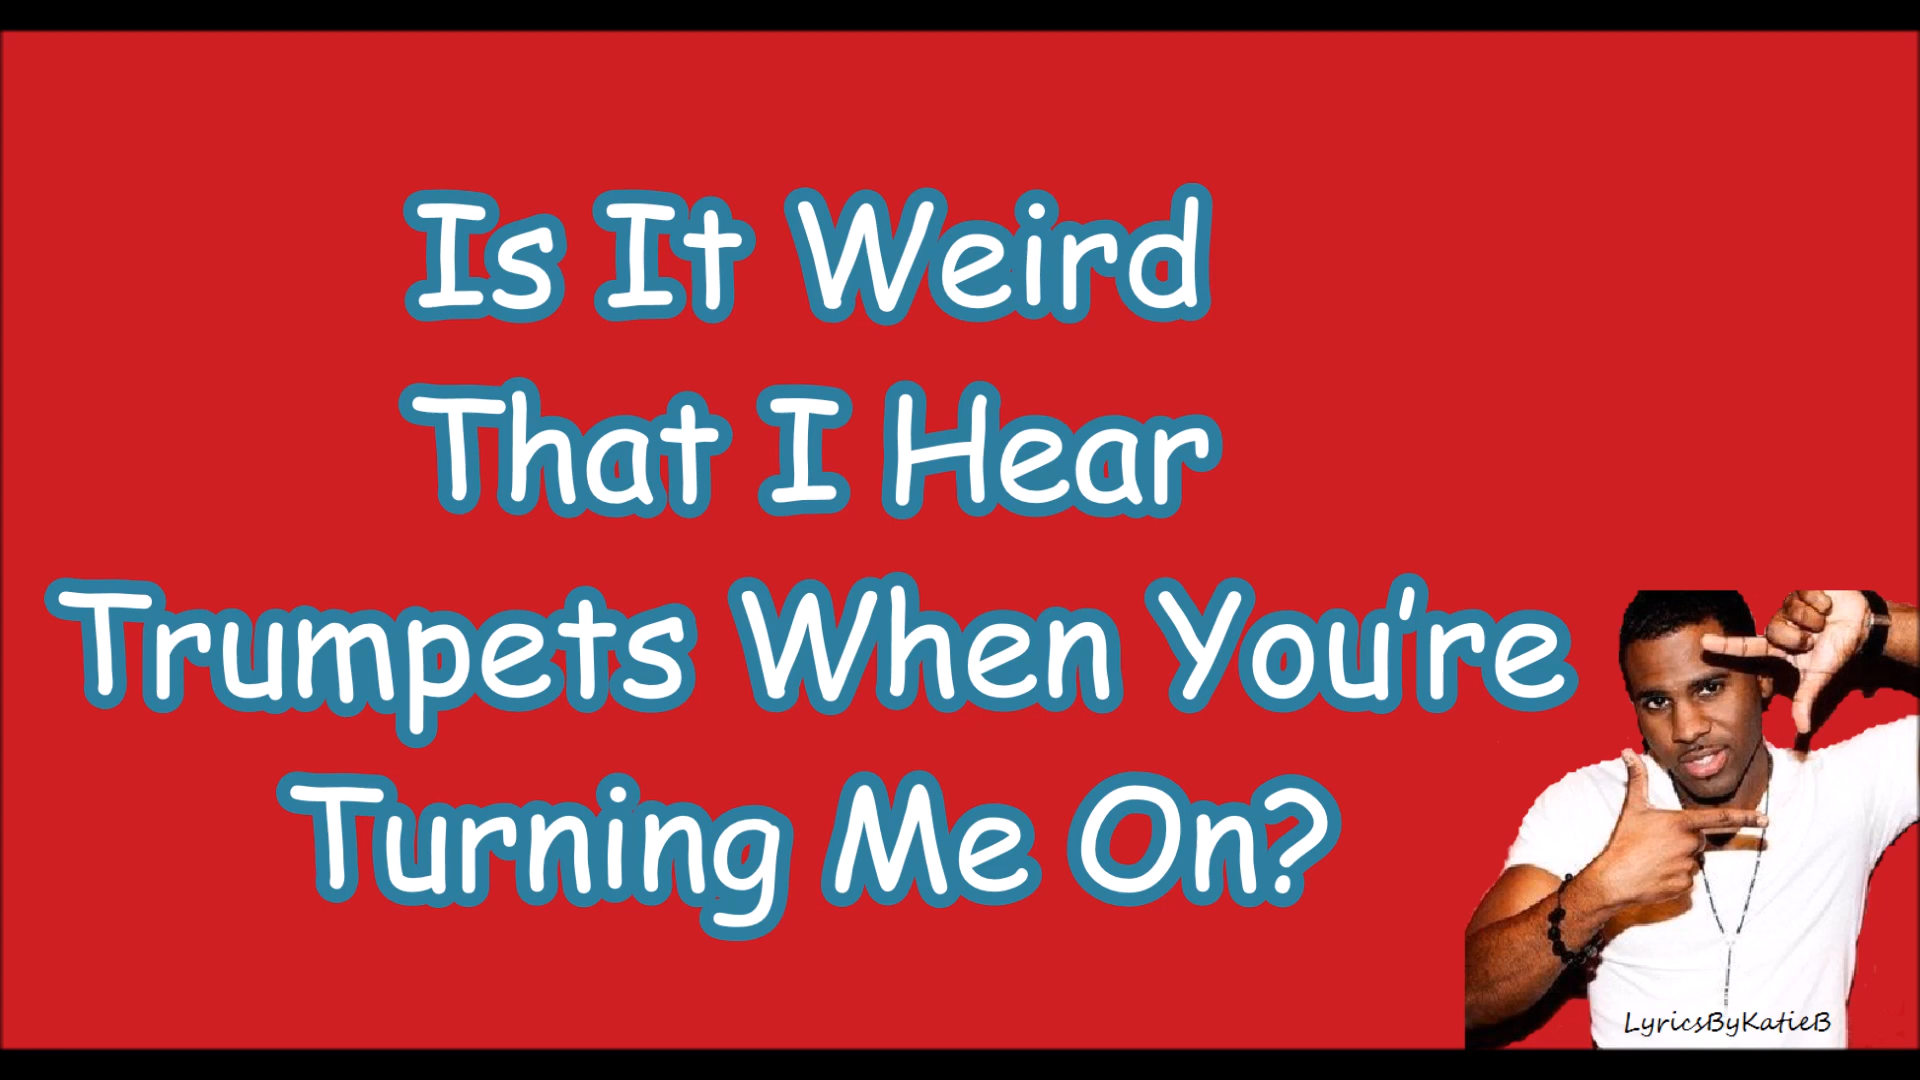 Is It Weird
That I Hear
Trumpets When You're
Turning Me On?
LyricsByKatieB